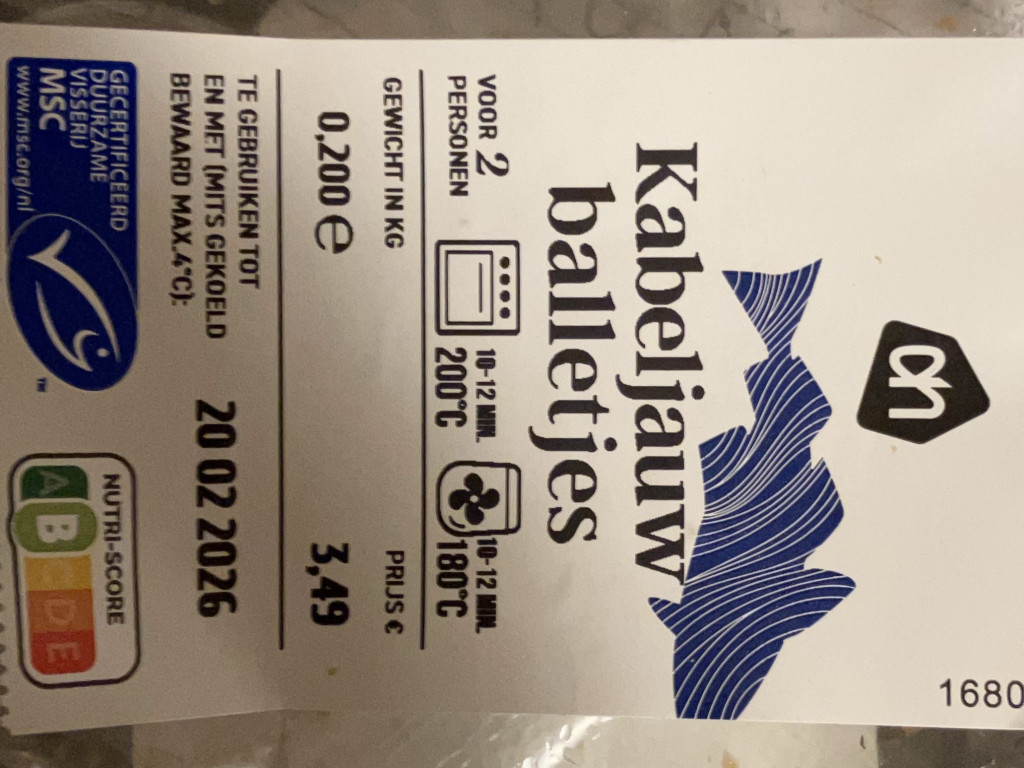 ah
1680
Kabeljauw
balletjes
VOOR 2
PERSONEN
10-12 MIN.
200°C
10-12 MIN.
180°C
GEWICHT IN KG
PRIJS €
0,200 e
3,49
TE GEBRUIKEN TOT
EN MET (MITS GEKOELD
BEWAARD MAX.4°C):
20 02 2026
GECERTIFICEERD
DUURZAME
VISSERIJ
MSC
www.msc.org/nl
TM
NUTRI-SCORE
A B C D E